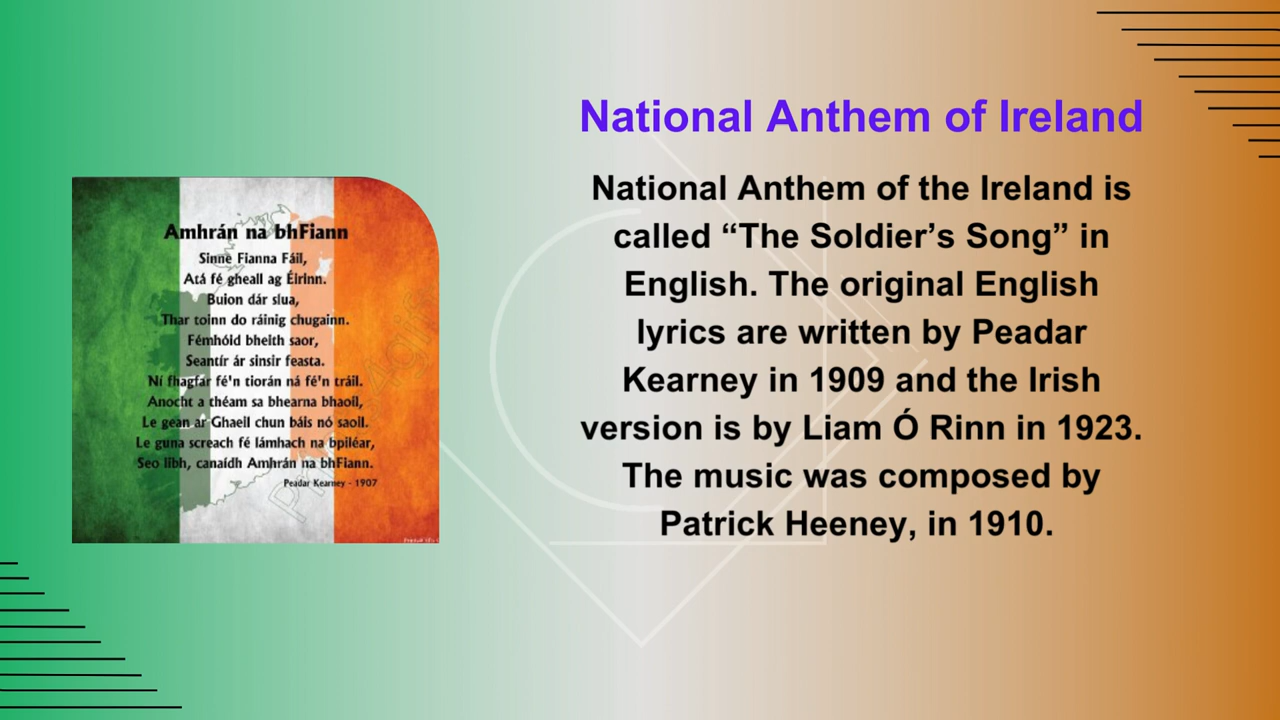 National Anthem of Ireland
National Anthem of the Ireland is
called “The Soldier’s Song” in
English. The original English
lyrics are written by Peadar
Kearney in 1909 and the Irish
version is by Liam Ó Rinn in 1923.
The music was composed by
Patrick Heeney, in 1910.
Amhrán na bhFiann
Sinne Fianna Fáil,
Atá fé gheall ag Éirinn.
Buion dár slua,
Thar toinn do ráinig chugainn.
Fémhóid bheith saor,
Seantír ár sinsir feasta.
Ní fhagfar fé'n tiorán ná fé'n tráil.
Anocht a théam sa bhearna bhaoil,
Le gean ar Ghaeil chun báis nó saoil.
Le guna screach fé lámhach na bpiléar,
Seo libh, canaídh Amhrán na bhFiann.
Peadar Kearney - 1907